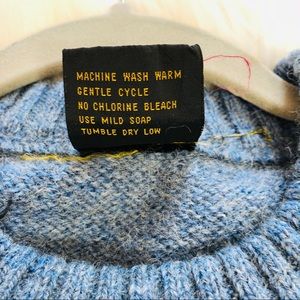 MACHINE WASH WARM
GENTLE CYCLE
NO CHLORINE BLEACH
USE MILD SOAP
TUMBLE DRY LOW